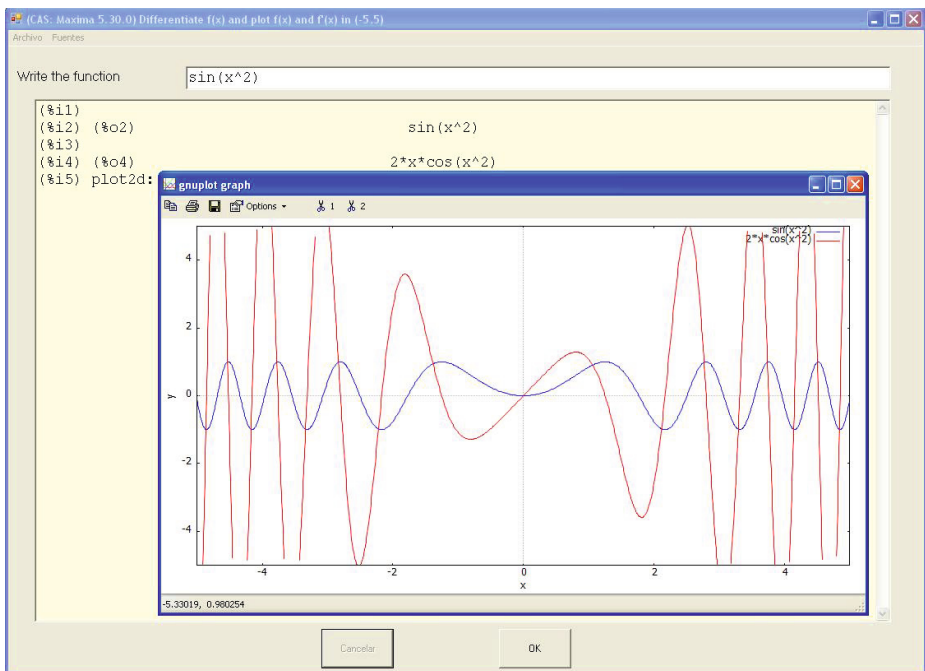 (CAS: Maxima 5.30.0) Differentiate f(x) and plot f(x) and f'(x) in (-5,5)
Archivo Fuentes
Write the function sin(x^2)
(%i1)
(%i2) (%o2) sin(x^2)
(%i3)
(%i4) (%o4) 2*x*cos(x^2)
(%i5) plot2d:
gnuplot graph
Options 1 2
sin(x^2)
2*x*cos(x^2)
4
2
0
-2
-4
y
-4 -2 0 2 4
x
-5.33019, 0.980254
Cancelar OK